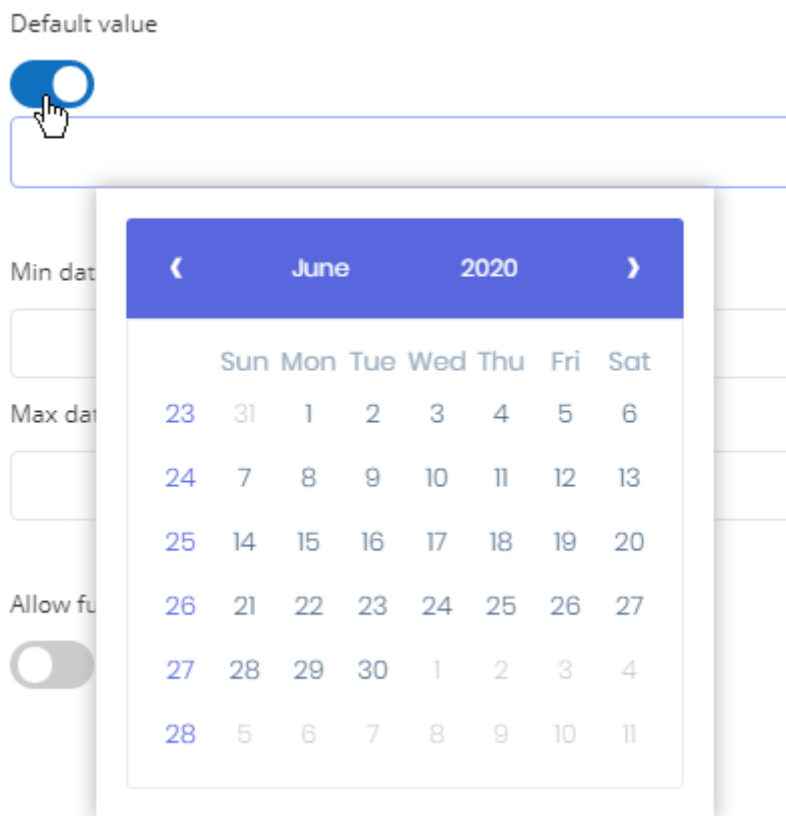 Default value
❰ June 2020 ❱
Min dat
Sun Mon Tue Wed Thu Fri Sat
23 31 1 2 3 4 5 6
Max dat
24 7 8 9 10 11 12 13
25 14 15 16 17 18 19 20
Allow fu
26 21 22 23 24 25 26 27
27 28 29 30 1 2 3 4
28 5 6 7 8 9 10 11